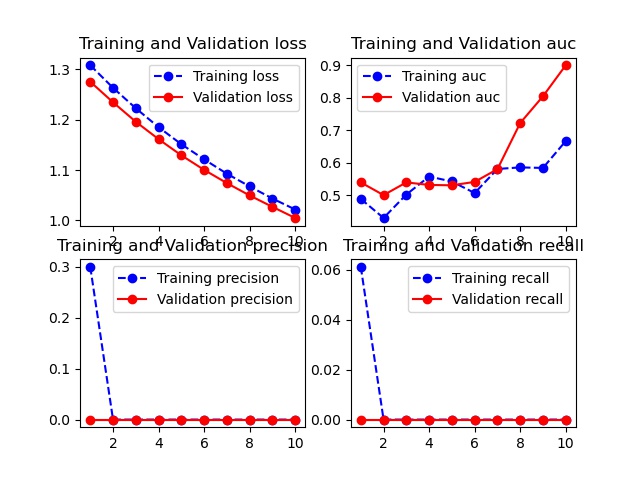 Training and Validation loss
1.3
1.2
1.1
1.0
Training loss
Validation loss
2 4 6 8 10
Training and Validation auc
0.9
0.8
0.7
0.6
0.5
Training auc
Validation auc
2 4 6 8 10
Training and Validation precision
0.3
0.2
0.1
0.0
Training precision
Validation precision
2 4 6 8 10
Training and Validation recall
0.06
0.04
0.02
0.00
Training recall
Validation recall
2 4 6 8 10